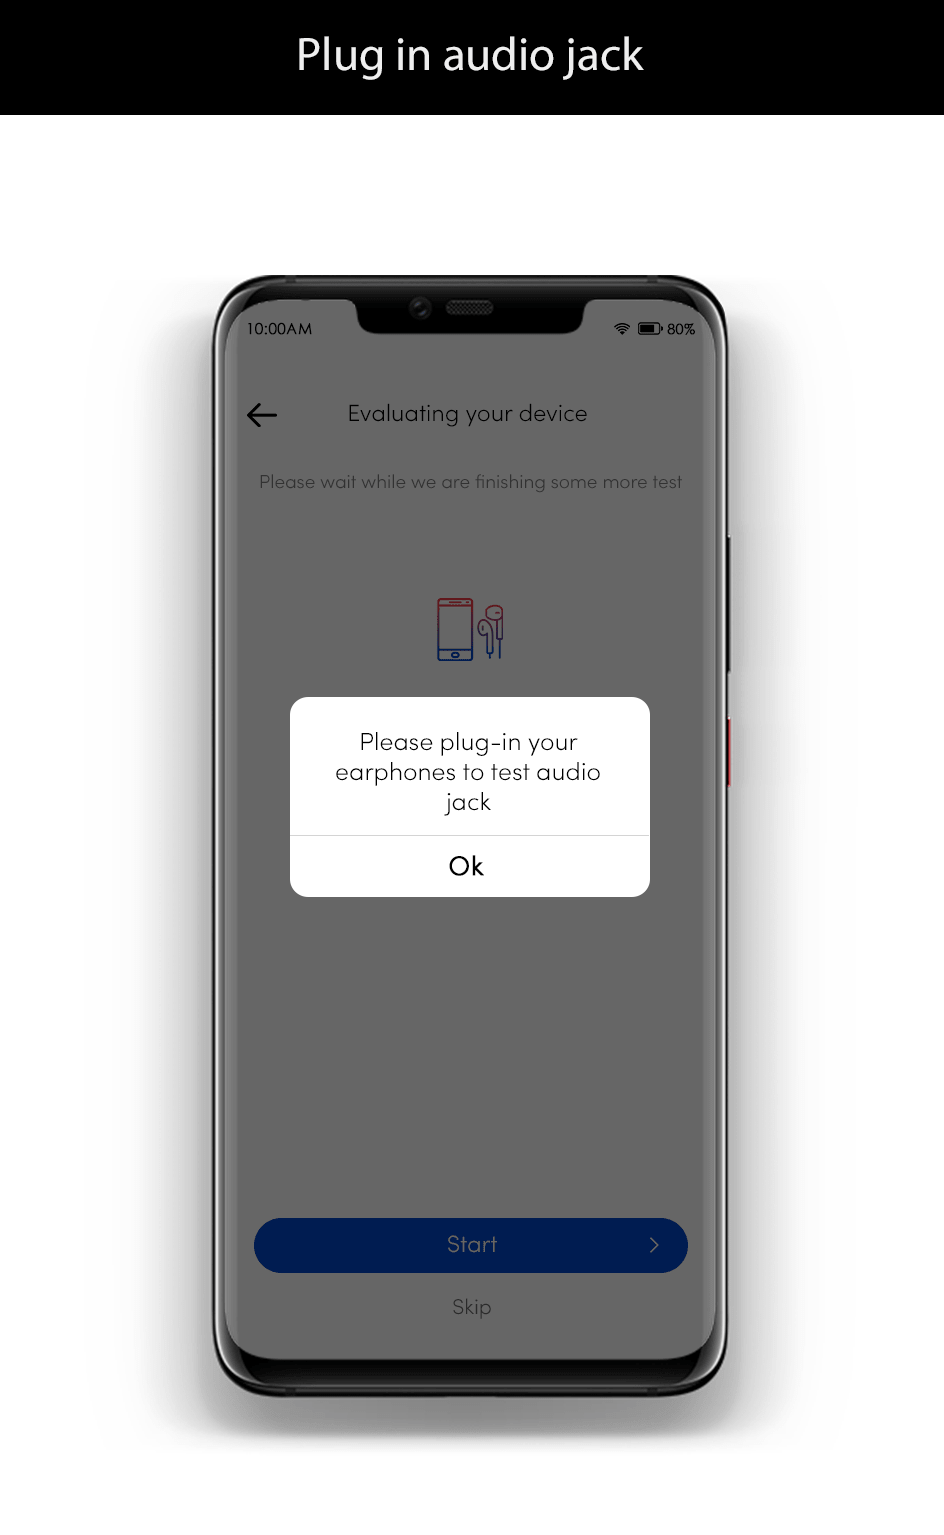 Plug in audio jack
10:00AM
80%
Evaluating your device
Please wait while we are finishing some more test
Please plug-in your
earphones to test audio
jack
Ok
Start
Skip